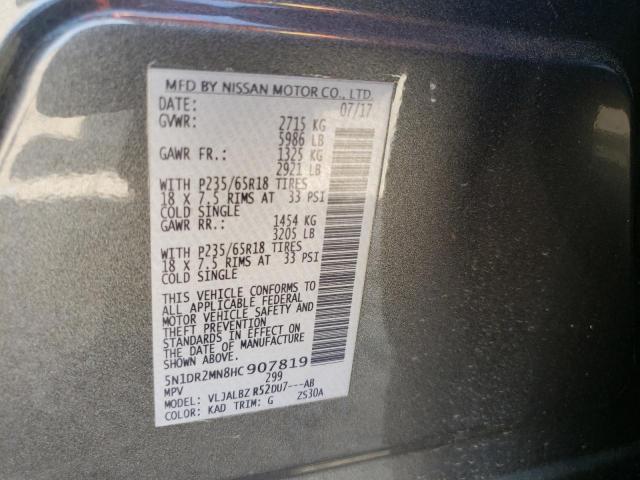 MFD BY NISSAN MOTOR CO., LTD.
DATE: 07/17
GVWR: 2715 KG
5986 LB
GAWR FR.: 1325 KG
2921 LB
WITH P235/65R18 TIRES
18 X 7.5 RIMS AT 33 PSI
COLD SINGLE
GAWR RR.: 1454 KG
3205 LB
WITH P235/65R18 TIRES
18 X 7.5 RIMS AT 33 PSI
COLD SINGLE
THIS VEHICLE CONFORMS TO
ALL APPLICABLE FEDERAL
MOTOR VEHICLE SAFETY AND
THEFT PREVENTION
STANDARDS IN EFFECT ON
THE DATE OF MANUFACTURE
SHOWN ABOVE.
5N1DR2MN8HC907819
MPV 299
MODEL: VLJALBZ R52DU7---AB
COLOR: KAD TRIM: G ZS30A